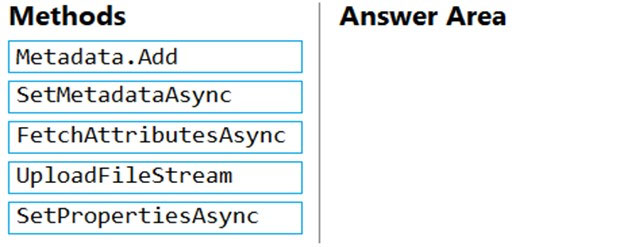 Methods
Answer Area
Metadata.Add
SetMetadataAsync
FetchAttributesAsync
UploadFileStream
SetPropertiesAsync